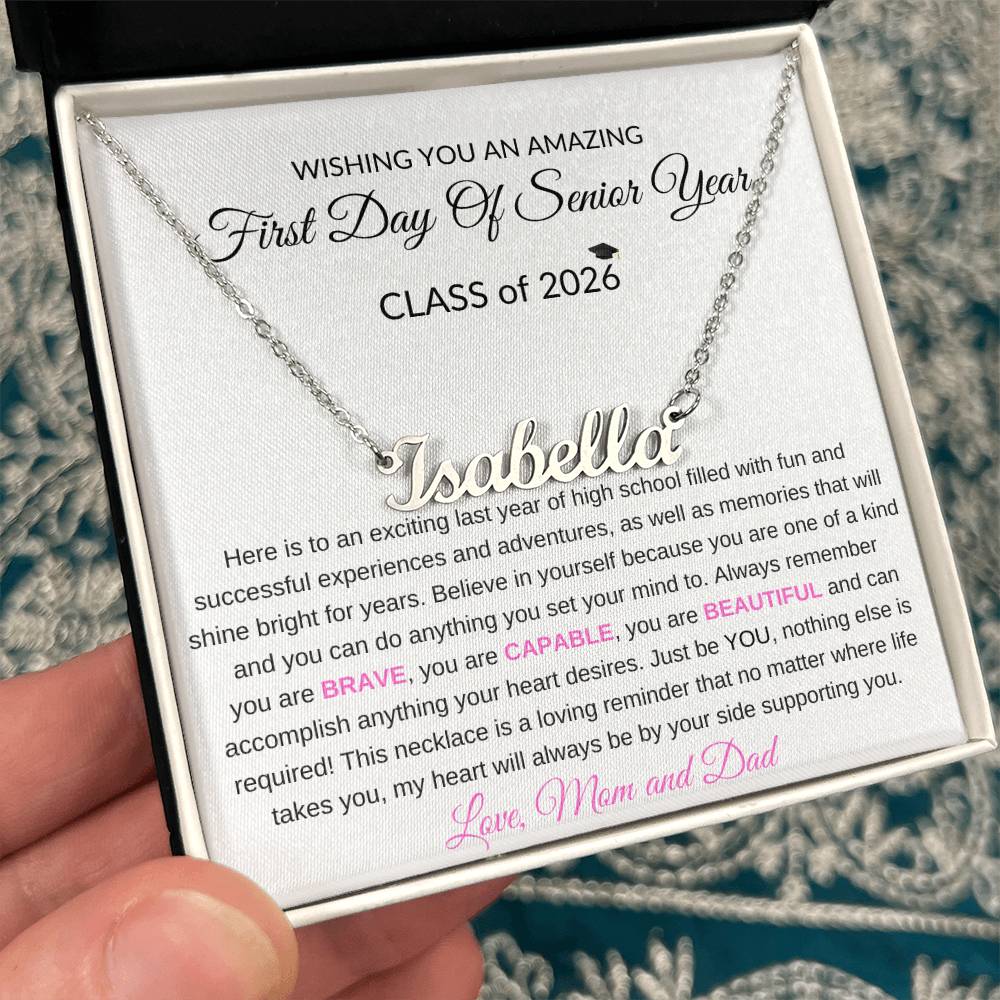 WISHING YOU AN AMAZING
First Day Of Senior Year
CLASS of 2026
Isabella
Here is to an exciting last year of high school filled with fun and
successful experiences and adventures, as well as memories that will
shine bright for years. Believe in yourself because you are one of a kind
and you can do anything you set your mind to. Always remember
you are BRAVE, you are CAPABLE, you are BEAUTIFUL and can
accomplish anything your heart desires. Just be YOU, nothing else is
required! This necklace is a loving reminder that no matter where life
takes you, my heart will always be by your side supporting you.
Love, Mom and Dad